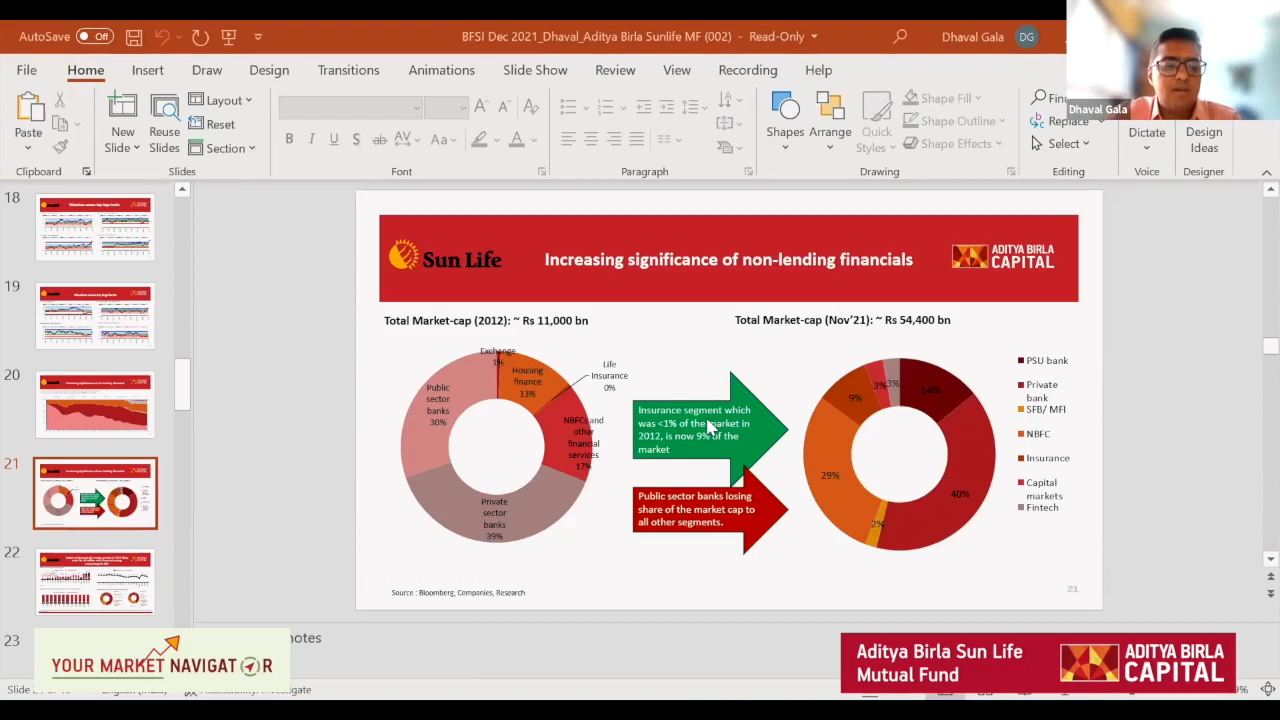 AutoSave Off
BFSI Dec 2021_Dhaval_Aditya Birla Sunlife MF (002) - Read-Only
Dhaval Gala DG
File Home Insert Draw Design Transitions Animations Slide Show Review View Recording Help
Dhaval Gala
Paste
New
Slide
Reuse
Slides
Layout
Reset
Section
B I U S ab AV Aa A
Shapes
Arrange
Quick
Styles
Shape Fill
Shape Outline
Shape Effects
Replace
Select
Dictate
Design
Ideas
Clipboard Slides Font Paragraph Drawing Editing Voice Designer
18
19
20
21
22
23
Sun Life
Increasing significance of non-lending financials
ADITYA BIRLA
CAPITAL
Total Market-cap (2012): ~ Rs 11,000 bn
Total Market-cap (Nov'21): ~ Rs 54,400 bn
Exchange
1%
Housing
finance
13%
Life
Insurance
0%
NBFCs and
other
financial
services
17%
Private
sector
banks
39%
Public
sector
banks
30%
Insurance segment which
was <1% of the market in
2012, is now 9% of the
market
Public sector banks losing
share of the market cap to
all other segments.
14%
40%
2%
29%
9%
3%
3%
PSU bank
Private
bank
SFB/ MFI
NBFC
Insurance
Capital
markets
Fintech
Source : Bloomberg, Companies, Research
21
notes
YOUR MARKET NAVIGATOR
Aditya Birla Sun Life
Mutual Fund
ADITYA BIRLA
CAPITAL